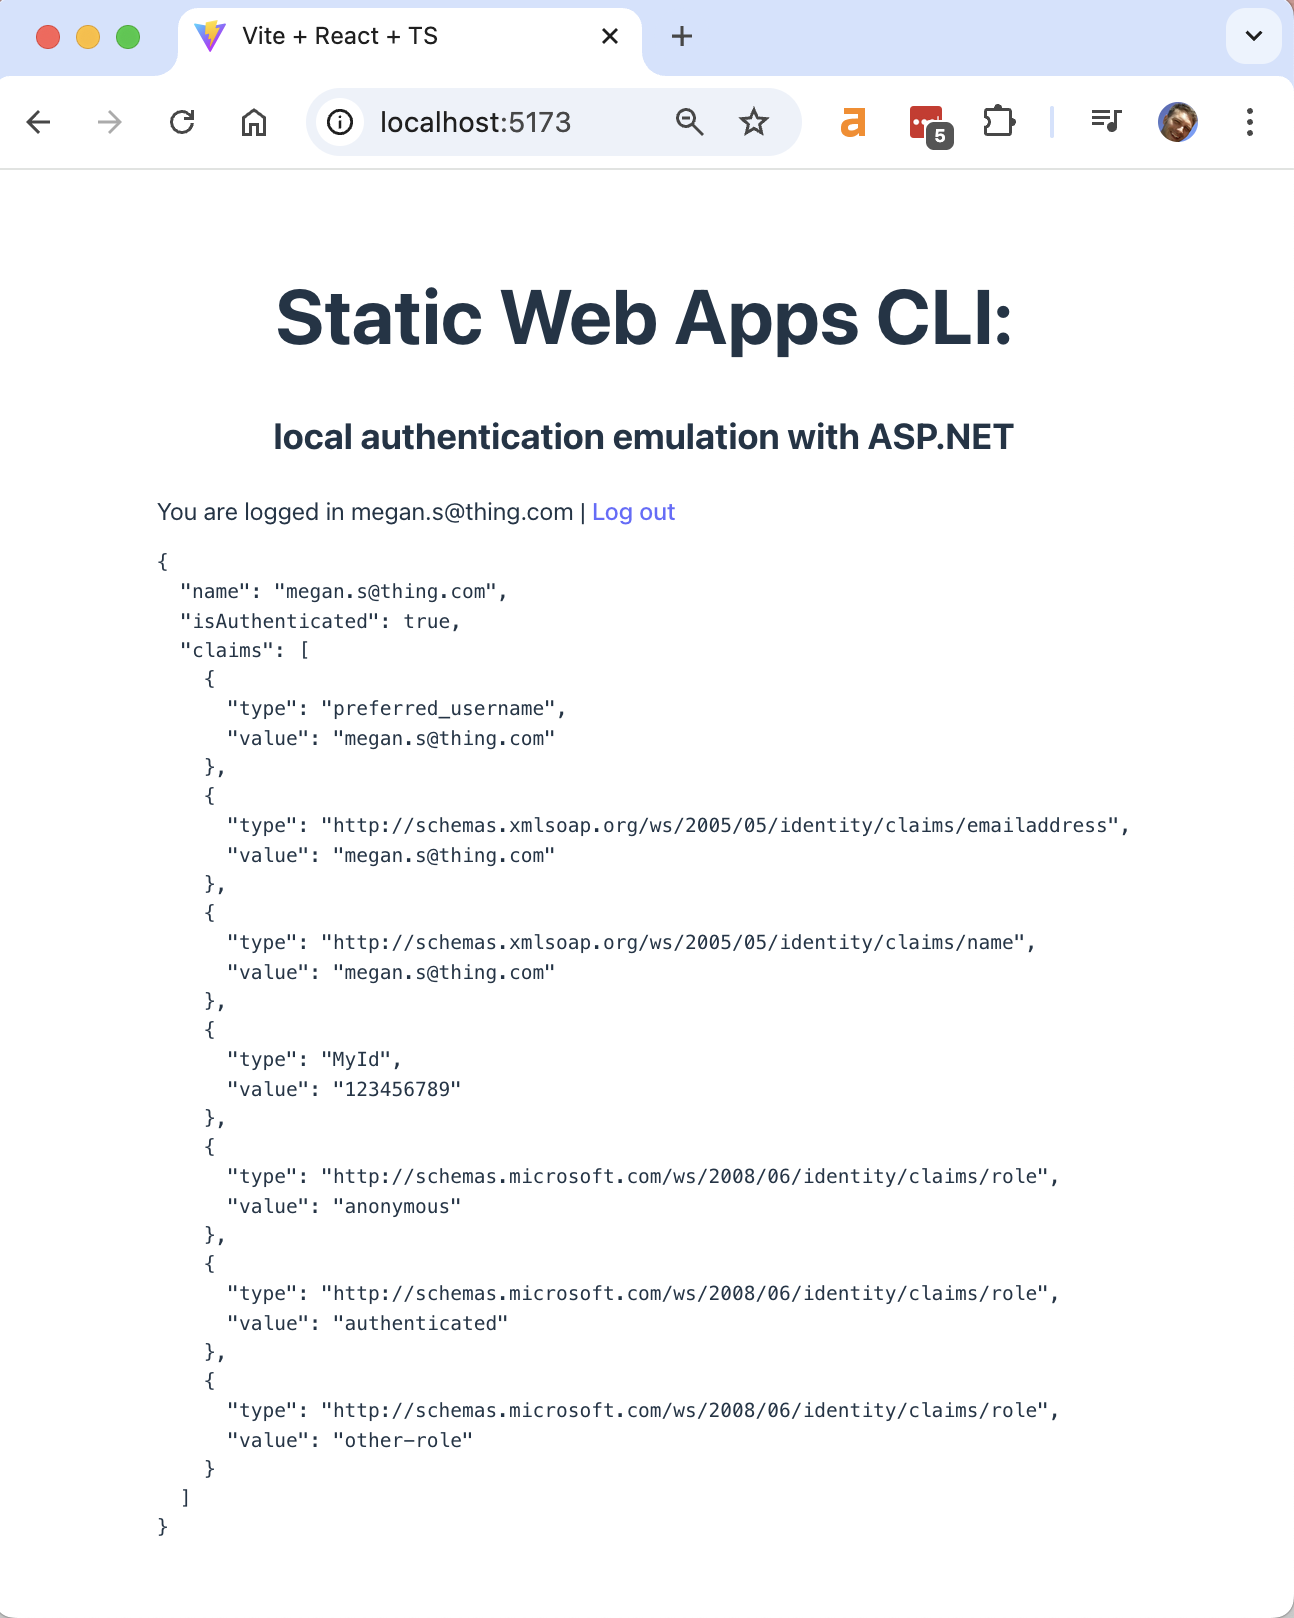 Vite + React + TS
localhost:5173
5
Static Web Apps CLI:
local authentication emulation with ASP.NET
You are logged in megan.s@thing.com | Log out
{
  "name": "megan.s@thing.com",
  "isAuthenticated": true,
  "claims": [
    {
      "type": "preferred_username",
      "value": "megan.s@thing.com"
    },
    {
      "type": "http://schemas.xmlsoap.org/ws/2005/05/identity/claims/emailaddress",
      "value": "megan.s@thing.com"
    },
    {
      "type": "http://schemas.xmlsoap.org/ws/2005/05/identity/claims/name",
      "value": "megan.s@thing.com"
    },
    {
      "type": "MyId",
      "value": "123456789"
    },
    {
      "type": "http://schemas.microsoft.com/ws/2008/06/identity/claims/role",
      "value": "anonymous"
    },
    {
      "type": "http://schemas.microsoft.com/ws/2008/06/identity/claims/role",
      "value": "authenticated"
    },
    {
      "type": "http://schemas.microsoft.com/ws/2008/06/identity/claims/role",
      "value": "other-role"
    }
  ]
}